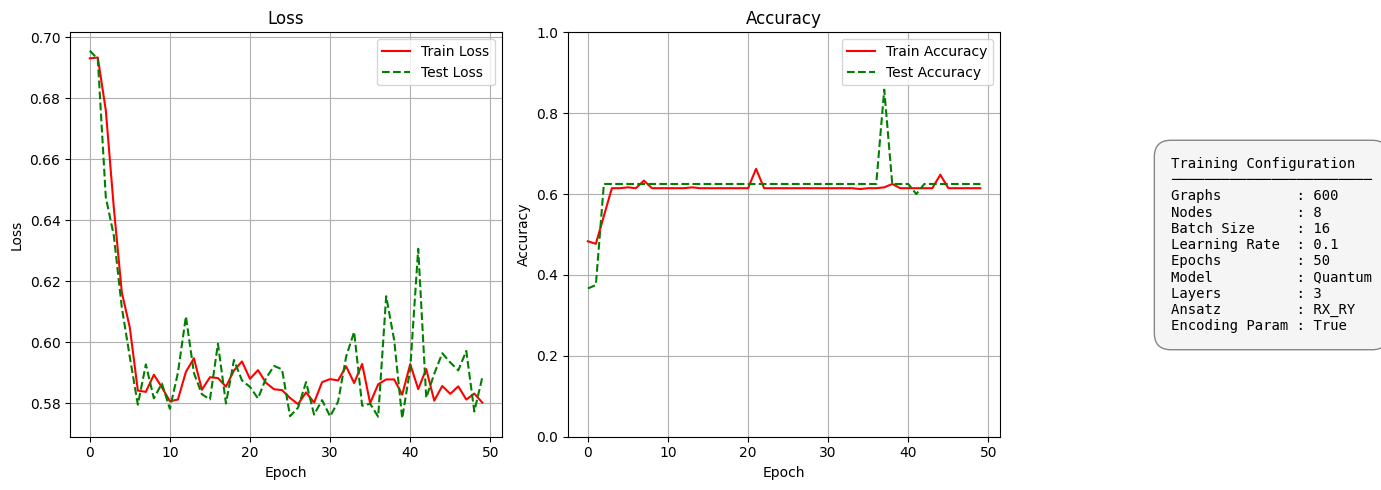 Loss
0.70
0.68
0.66
0.64
0.62
0.60
0.58
Loss
0
10
20
30
40
50
Epoch
Train Loss
Test Loss
Accuracy
1.0
0.8
0.6
0.4
0.2
0.0
Accuracy
0
10
20
30
40
50
Epoch
Train Accuracy
Test Accuracy
Training Configuration
Graphs : 600
Nodes : 8
Batch Size : 16
Learning Rate : 0.1
Epochs : 50
Model : Quantum
Layers : 3
Ansatz : RX_RY
Encoding Param : True